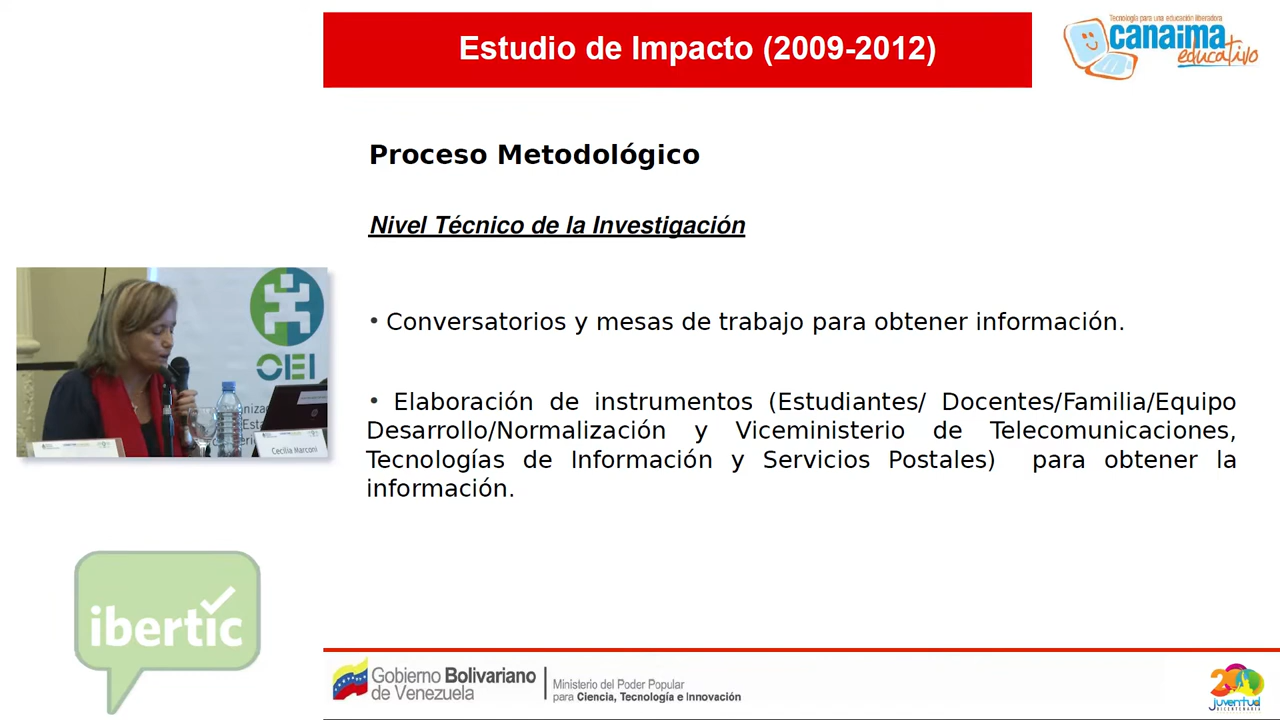 Estudio de Impacto (2009-2012)
Tecnología para una educación liberadora
canaima
educativo
Proceso Metodológico
Nivel Técnico de la Investigación
• Conversatorios y mesas de trabajo para obtener información.
• Elaboración de instrumentos (Estudiantes/ Docentes/Familia/Equipo
Desarrollo/Normalización y Viceministerio de Telecomunicaciones,
Tecnologías de Información y Servicios Postales) para obtener la
información.
OEI
Cecilia Marconi
ibertic
Gobierno Bolivariano
de Venezuela
Ministerio del Poder Popular
para Ciencia, Tecnología e Innovación
200
juventud
BICENTENARIA